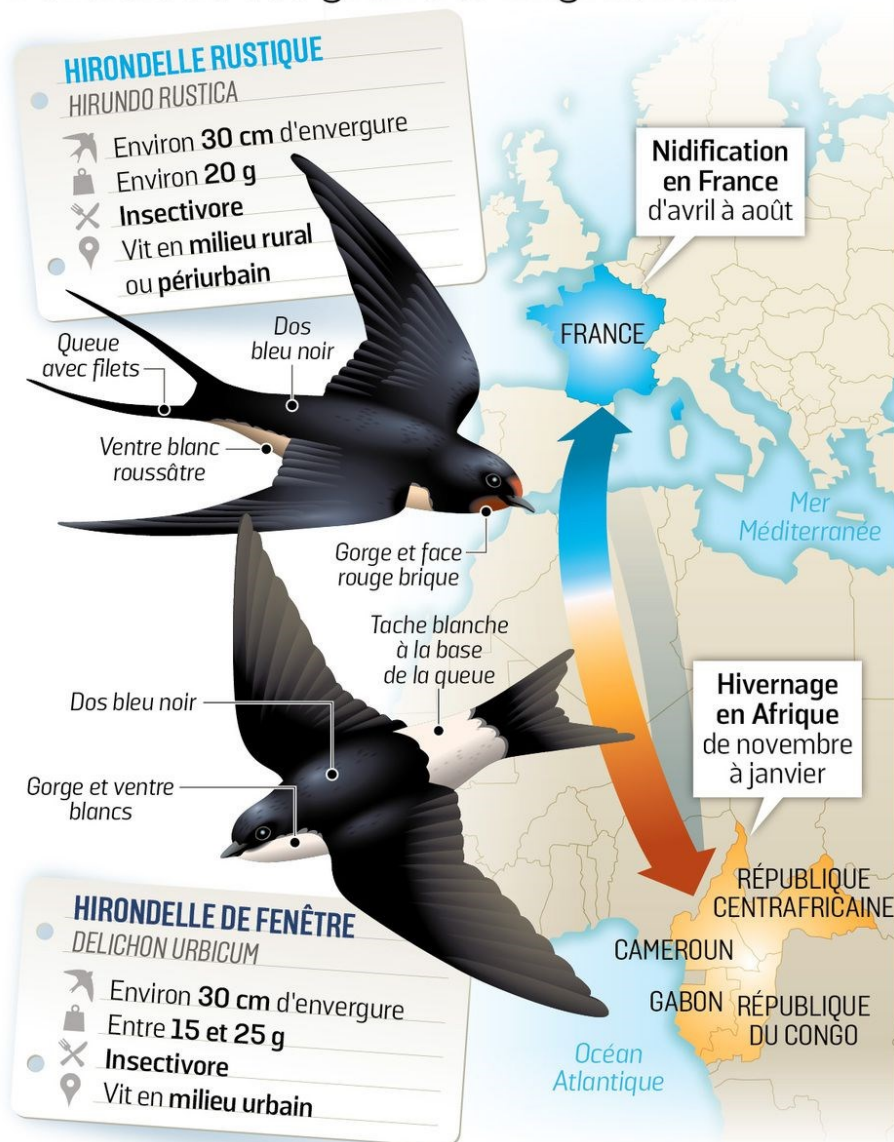 HIRONDELLE RUSTIQUE
HIRUNDO RUSTICA
Environ 30 cm d'envergure
Environ 20 g
Insectivore
Vit en milieu rural
ou périurbain
Nidification
en France
d'avril à août
FRANCE
Queue
avec filets
Dos
bleu noir
Ventre blanc
roussâtre
Gorge et face
rouge brique
Mer
Méditerranée
Tache blanche
à la base
de la queue
Dos bleu noir
Gorge et ventre
blancs
Hivernage
en Afrique
de novembre
à janvier
RÉPUBLIQUE
CENTRAFRICAINE
CAMEROUN
GABON
RÉPUBLIQUE
DU CONGO
Océan
Atlantique
HIRONDELLE DE FENÊTRE
DELICHON URBICUM
Environ 30 cm d'envergure
Entre 15 et 25 g
Insectivore
Vit en milieu urbain